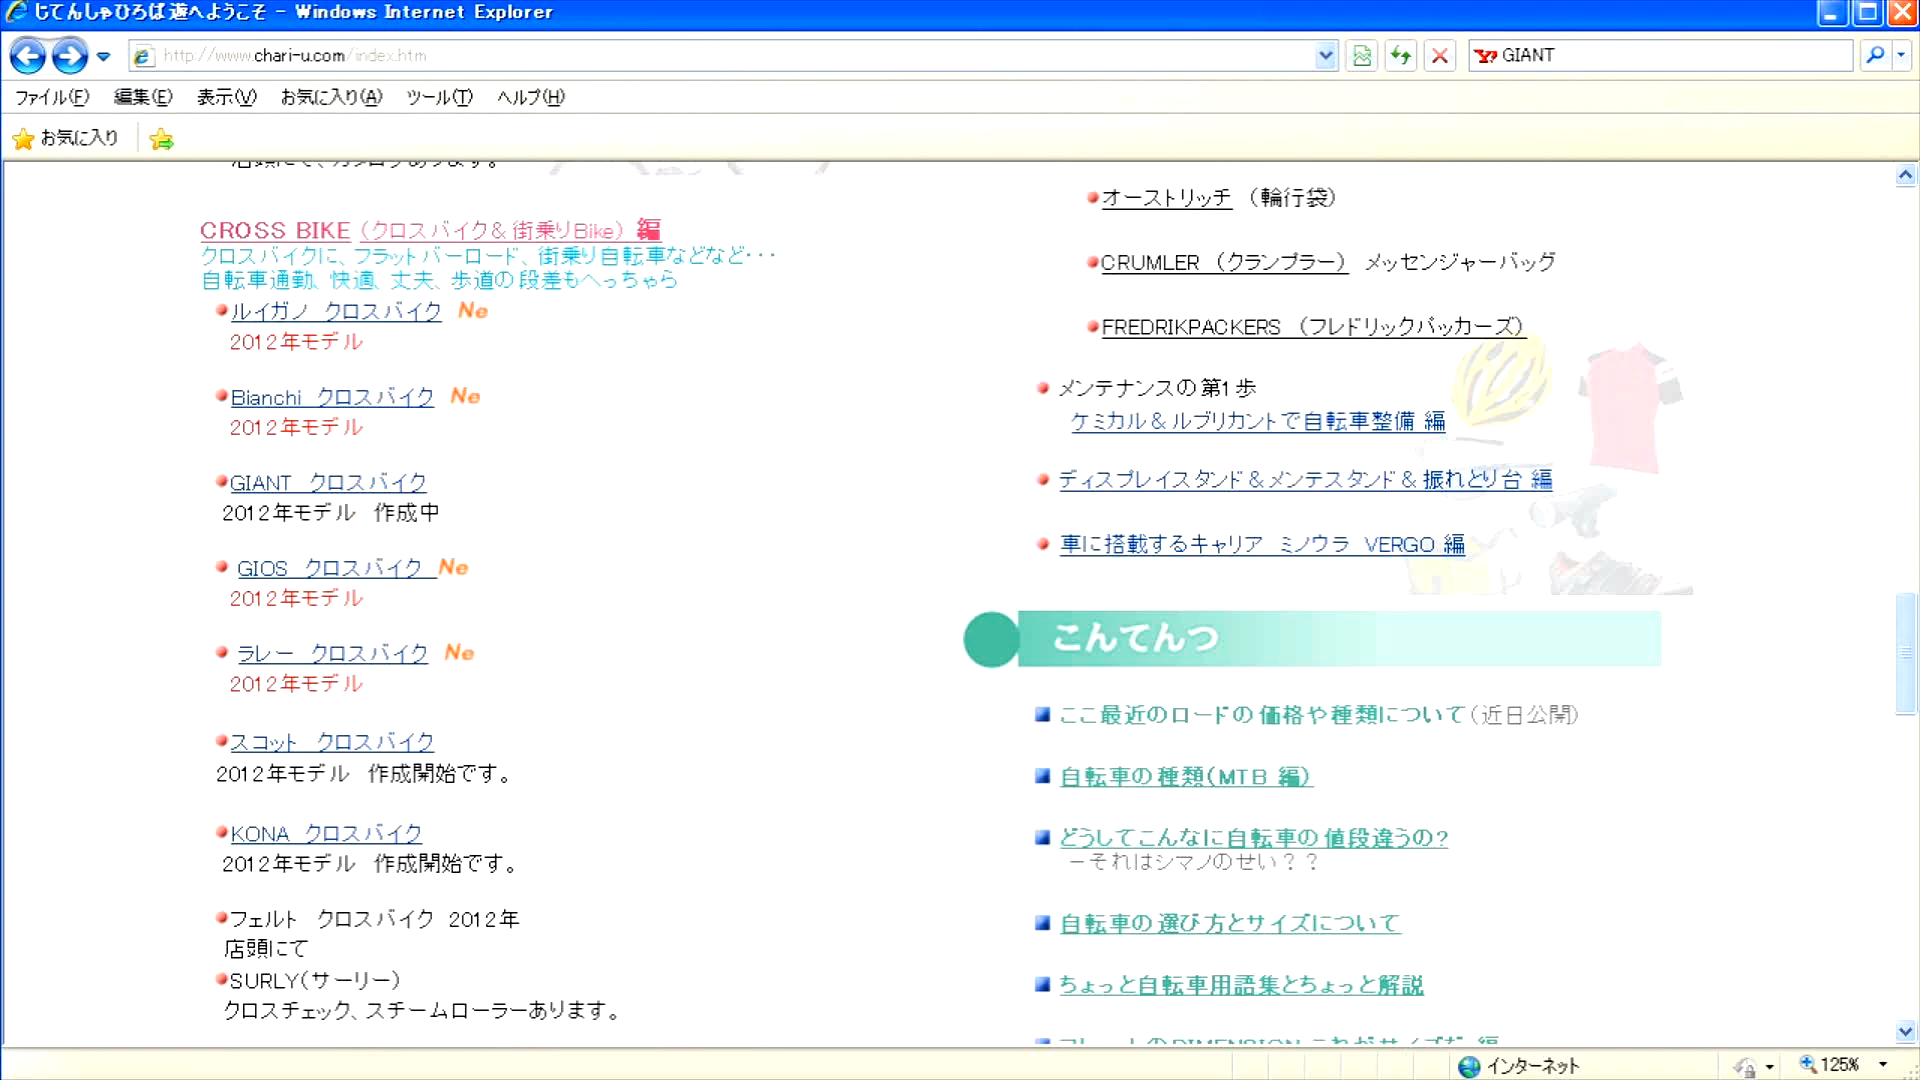 じてんしゃひろば遊へようこそ - Windows Internet Explorer
http://www.chari-u.com/index.htm
GIANT
ファイル(F) 編集(E) 表示(V) お気に入り(A) ツール(T) ヘルプ(H)
お気に入り
CROSS BIKE （クロスバイク＆街乗りBike） 編
クロスバイクに、フラットバーロード、街乗り自転車などなど・・・
自転車通勤、快適、丈夫、歩道の段差もへっちゃら
ルイガノ クロスバイク Ne
2012年モデル
Bianchi クロスバイク Ne
2012年モデル
GIANT クロスバイク
2012年モデル 作成中
GIOS クロスバイク Ne
2012年モデル
ラレー クロスバイク Ne
2012年モデル
スコット クロスバイク
2012年モデル 作成開始です。
KONA クロスバイク
2012年モデル 作成開始です。
フェルト クロスバイク 2012年
店頭にて
SURLY(サーリー)
クロスチェック、スチームローラーあります。
オーストリッチ （輪行袋）
CRUMLER （クランプラー） メッセンジャーバッグ
FREDRIKPACKERS （フレドリックパッカーズ）
メンテナンスの第1歩
ケミカル＆ルブリカントで自転車整備 編
ディスプレイスタンド＆メンテスタンド＆振れとり台 編
車に搭載するキャリア ミノウラ VERGO 編
こんてんつ
ここ最近のロードの価格や種類について（近日公開）
自転車の種類（MTB 編）
どうしてこんなに自転車の値段違うの?
－それはシマノのせい？？
自転車の選び方とサイズについて
ちょっと自転車用語集とちょっと解説
インターネット
125%